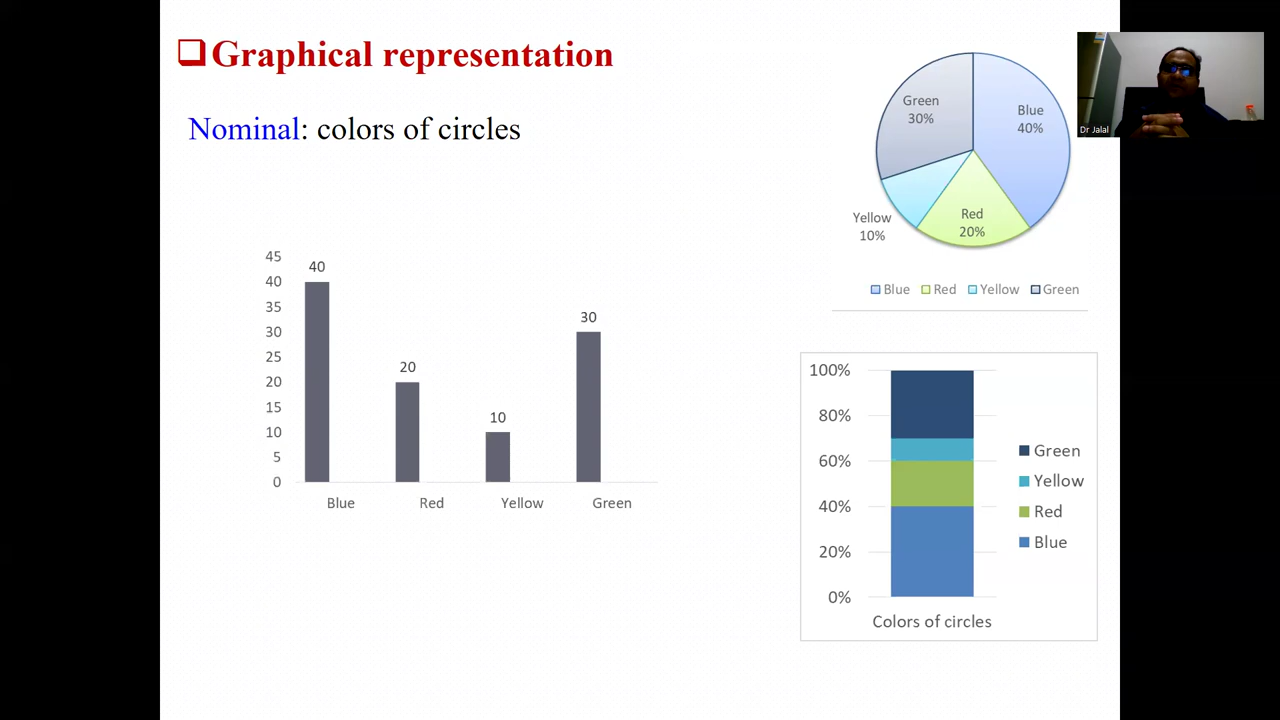 Graphical representation
Nominal: colors of circles
45
40
35
30
25
20
15
10
5
0
40
20
10
30
Blue
Red
Yellow
Green
Green
30%
Blue
40%
Yellow
10%
Red
20%
Blue Red Yellow Green
Dr Jalal
100%
80%
60%
40%
20%
0%
Green
Yellow
Red
Blue
Colors of circles